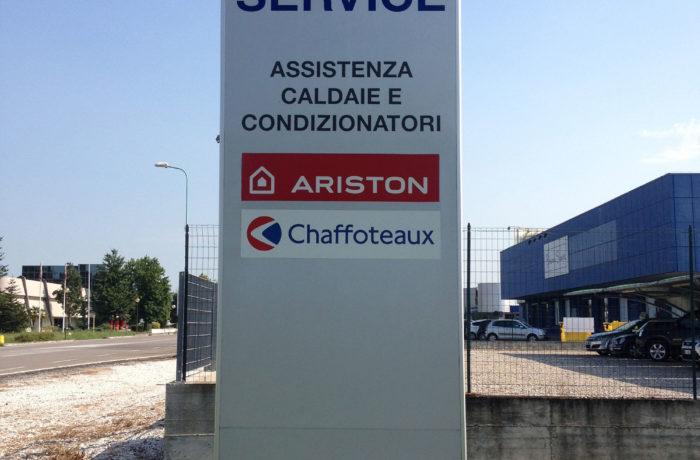 SERVICE
ASSISTENZA
CALDAIE E
CONDIZIONATORI
ARISTON
Chaffoteaux